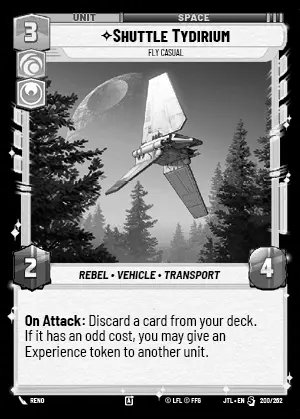 UNIT
SPACE
3
✧SHUTTLE TYDIRIUM
FLY CASUAL
2
4
REBEL • VEHICLE • TRANSPORT
On Attack: Discard a card from your deck.
If it has an odd cost, you may give an
Experience token to another unit.
RENO
© LFL © FFG
JTL • EN
200/262